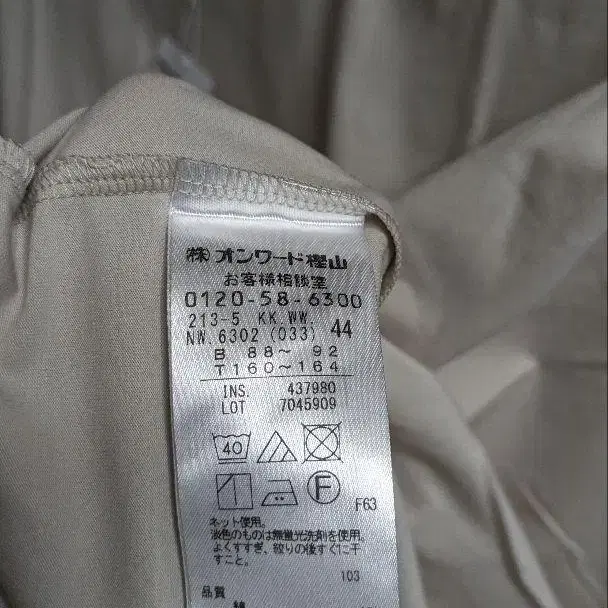 ㈱オンワード樫山
お客様相談室
0120-58-6300
213-5 KK.WW
NW.6302 (033) 44
B 88～ 92
T160～164
INS. 437980
LOT 7045909
40
F
F63
ネット使用。
淡色のものは無蛍光洗剤を使用。
よくすすぎ、絞りの後すぐに干
すこと。
103
品質